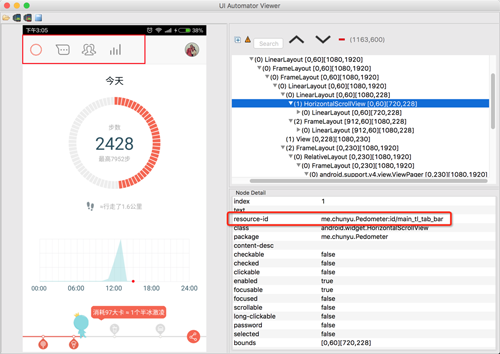 UI Automator Viewer
下午3:05
38%
今天
步数
2428
最高7952步
=行走了1.6公里
00:00
06:00
12:00
18:00
24:00
消耗97大卡 = 1个半冰激凌
Search
(1163,600)
(0) LinearLayout [0,60][1080,1920]
(0) FrameLayout [0,60][1080,1920]
(0) FrameLayout [0,60][1080,1920]
(0) LinearLayout [0,60][1080,1920]
(0) LinearLayout [0,60][1080,228]
(1) HorizontalScrollView [0,60][720,228]
(0) LinearLayout [0,60][720,228]
(2) FrameLayout [912,60][1080,228]
(0) LinearLayout [912,60][1080,228]
(1) View [0,228][1080,230]
(2) FrameLayout [0,230][1080,1920]
(0) RelativeLayout [0,230][1080,1920]
(0) FrameLayout [0,230][1080,1920]
(0) android.support.v4.view.ViewPager [
(0) FrameLayout [0,230][1080,1920]
Node Detail
index 1
text
resource-id me.chunyu.Pedometer:id/main_tl_tab_bar
class android.widget.HorizontalScrollView
package me.chunyu.Pedometer
content-desc
checkable false
checked false
clickable false
enabled true
focusable true
focused false
scrollable false
long-clickable false
password false
selected false
bounds [0,60][720,228]